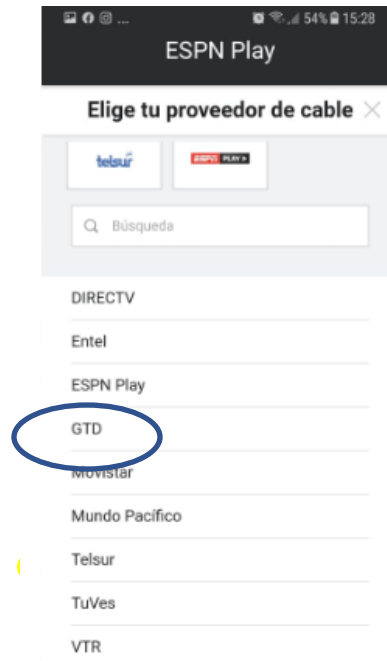 ... 54% 15:28
ESPN Play
Elige tu proveedor de cable
telsur ESPN PLAY
Búsqueda
DIRECTV
Entel
ESPN Play
GTD
Movistar
Mundo Pacífico
Telsur
TuVes
VTR